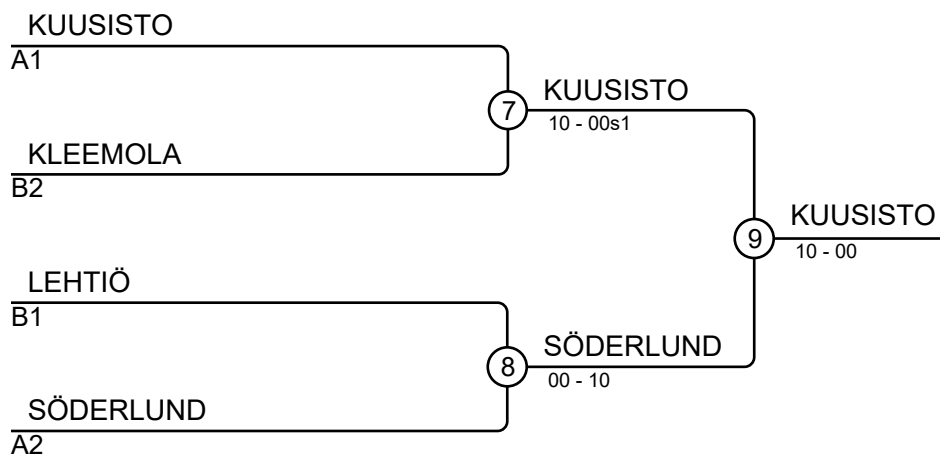 KUUSISTO
A1
7
KUUSISTO
10 - 00s1
KLEEMOLA
B2
9
KUUSISTO
10 - 00
LEHTIÖ
B1
8
SÖDERLUND
00 - 10
SÖDERLUND
A2